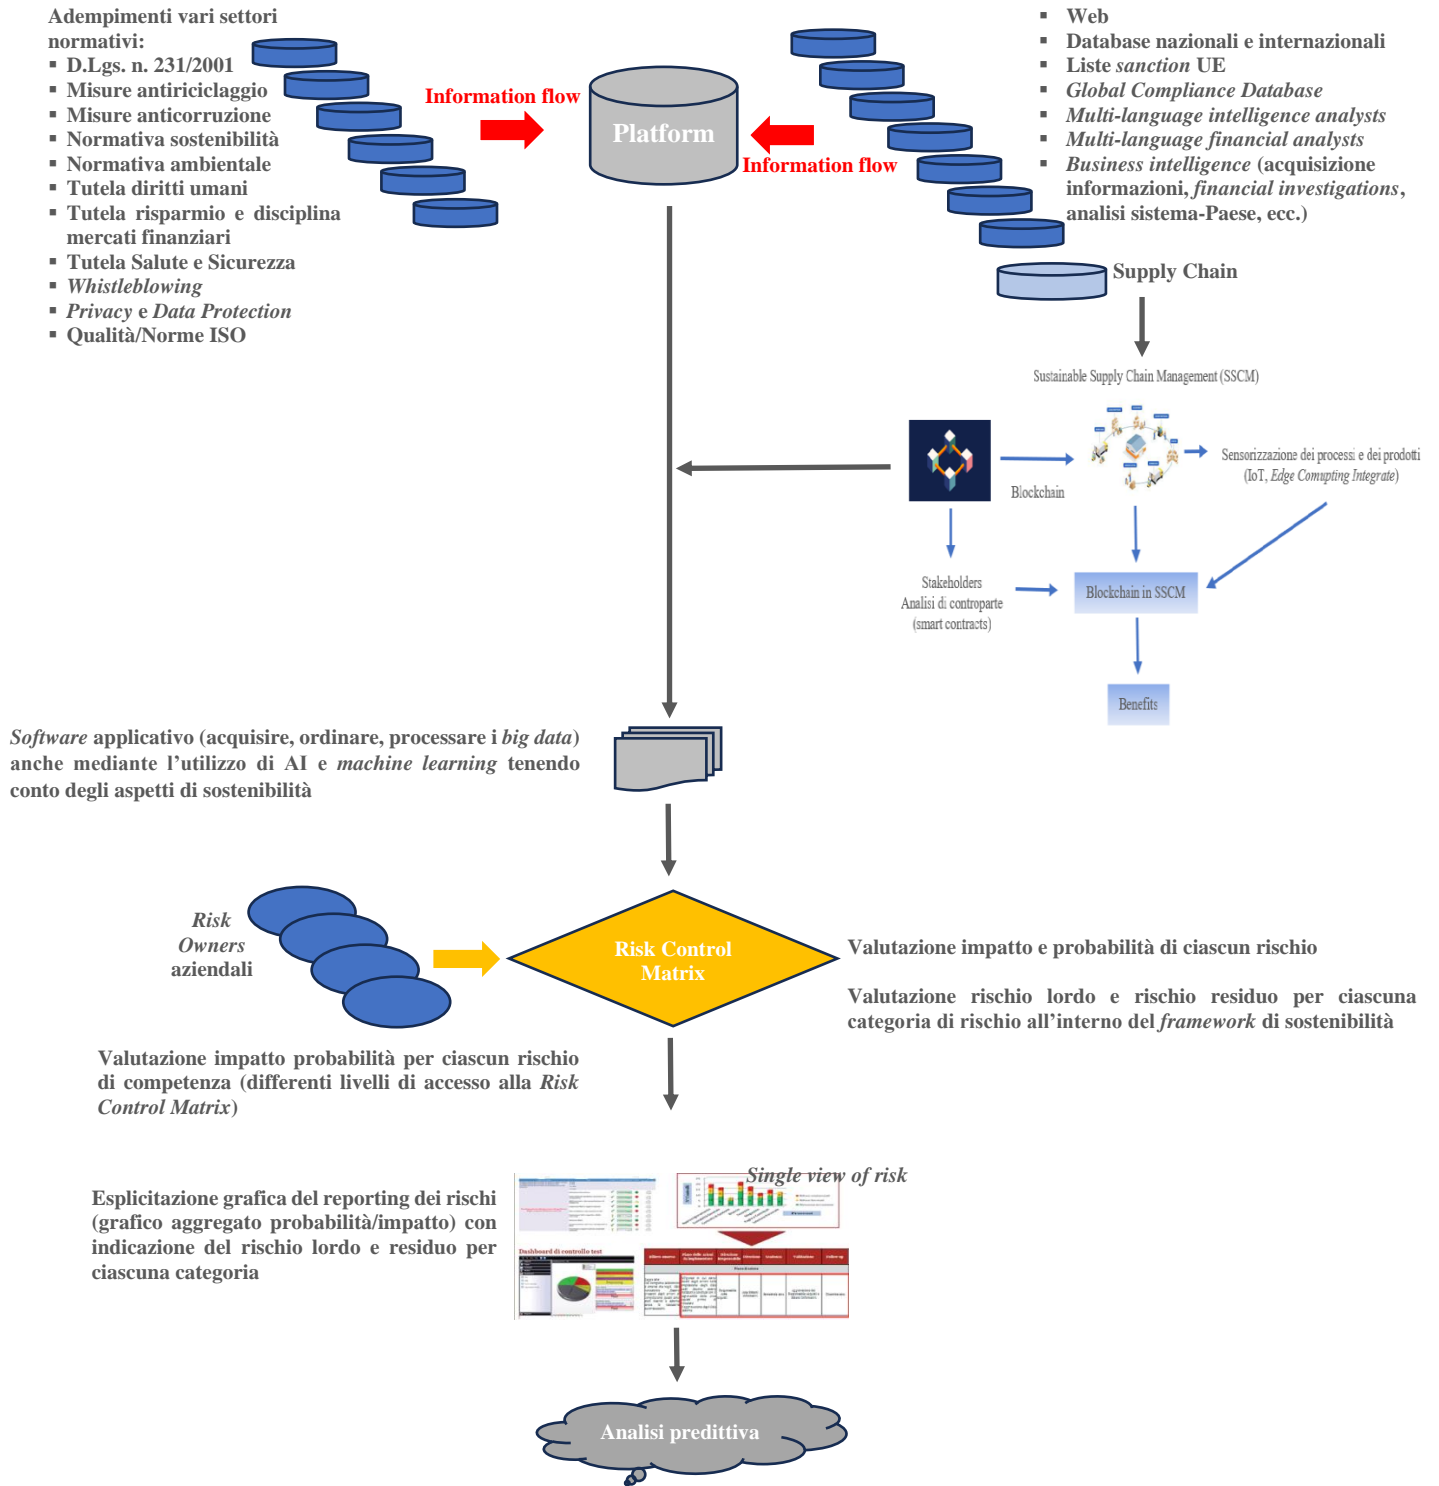 Adempimenti vari settori
normativi:
▪ D.Lgs. n. 231/2001
▪ Misure antiriciclaggio
▪ Misure anticorruzione
▪ Normativa sostenibilità
▪ Normativa ambientale
▪ Tutela diritti umani
▪ Tutela risparmio e disciplina
mercati finanziari
▪ Tutela Salute e Sicurezza
▪ Whistleblowing
▪ Privacy e Data Protection
▪ Qualità/Norme ISO
Information flow
Platform
Information flow
▪ Web
▪ Database nazionali e internazionali
▪ Liste sanction UE
▪ Global Compliance Database
▪ Multi-language intelligence analysts
▪ Multi-language financial analysts
▪ Business intelligence (acquisizione
informazioni, financial investigations,
analisi sistema-Paese, ecc.)
Supply Chain
Sustainable Supply Chain Management (SSCM)
Blockchain
Sensorizzazione dei processi e dei prodotti
(IoT, Edge Comupting Integrate)
Stakeholders
Analisi di controparte
(smart contracts)
Blockchain in SSCM
Benefits
Software applicativo (acquisire, ordinare, processare i big data)
anche mediante l'utilizzo di AI e machine learning tenendo
conto degli aspetti di sostenibilità
Risk
Owners
aziendali
Risk Control
Matrix
Valutazione impatto e probabilità di ciascun rischio
Valutazione rischio lordo e rischio residuo per ciascuna
categoria di rischio all'interno del framework di sostenibilità
Valutazione impatto probabilità per ciascun rischio
di competenza (differenti livelli di accesso alla Risk
Control Matrix)
Single view of risk
Esplicitazione grafica del reporting dei rischi
(grafico aggregato probabilità/impatto) con
indicazione del rischio lordo e residuo per
ciascuna categoria
Dashboard di controllo test
Analisi predittiva